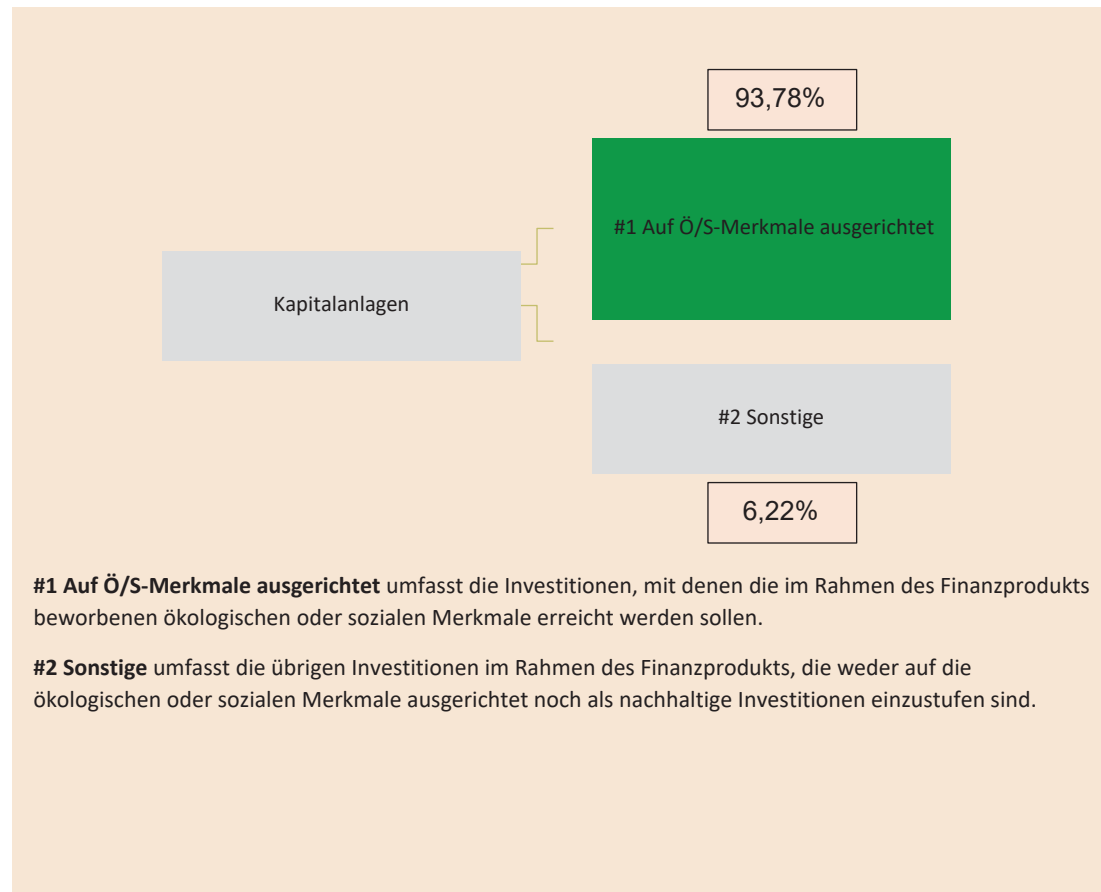 93,78%
#1 Auf Ö/S-Merkmale ausgerichtet
Kapitalanlagen
#2 Sonstige
6,22%
#1 Auf Ö/S-Merkmale ausgerichtet umfasst die Investitionen, mit denen die im Rahmen des Finanzprodukts
beworbenen ökologischen oder sozialen Merkmale erreicht werden sollen.
#2 Sonstige umfasst die übrigen Investitionen im Rahmen des Finanzprodukts, die weder auf die
ökologischen oder sozialen Merkmale ausgerichtet noch als nachhaltige Investitionen einzustufen sind.